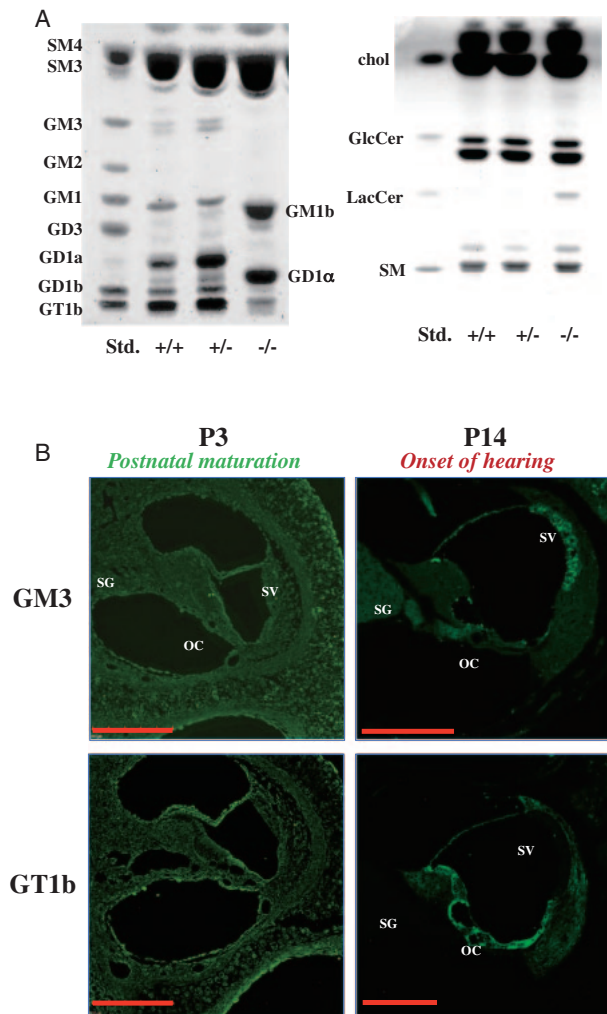 A
SM4
SM3
GM3
GM2
GM1
GD3
GD1a
GD1b
GT1b
GM1b
GD1α
Std. +/+ +/- -/-
chol
GlcCer
LacCer
SM
Std. +/+ +/- -/-
B
P3 P14
Postnatal maturation Onset of hearing
GM3
SG SV OC
SV SG OC
GT1b
SV SG OC